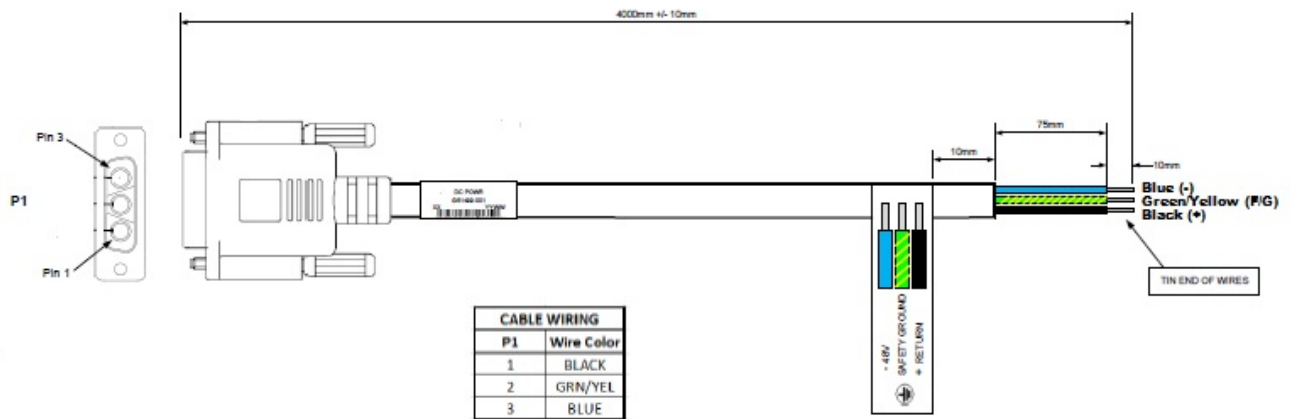 4000mm +/- 10mm
Pin 3
P1
Pin 1
DC POWR
10mm
75mm
10mm
Blue (-)
Green/Yellow (F/G)
Black (+)
TIN END OF WIRES
- 48V
SAFETY GROUND
+ RETURN
CABLE WIRING
P1 Wire Color
1 BLACK
2 GRN/YEL
3 BLUE